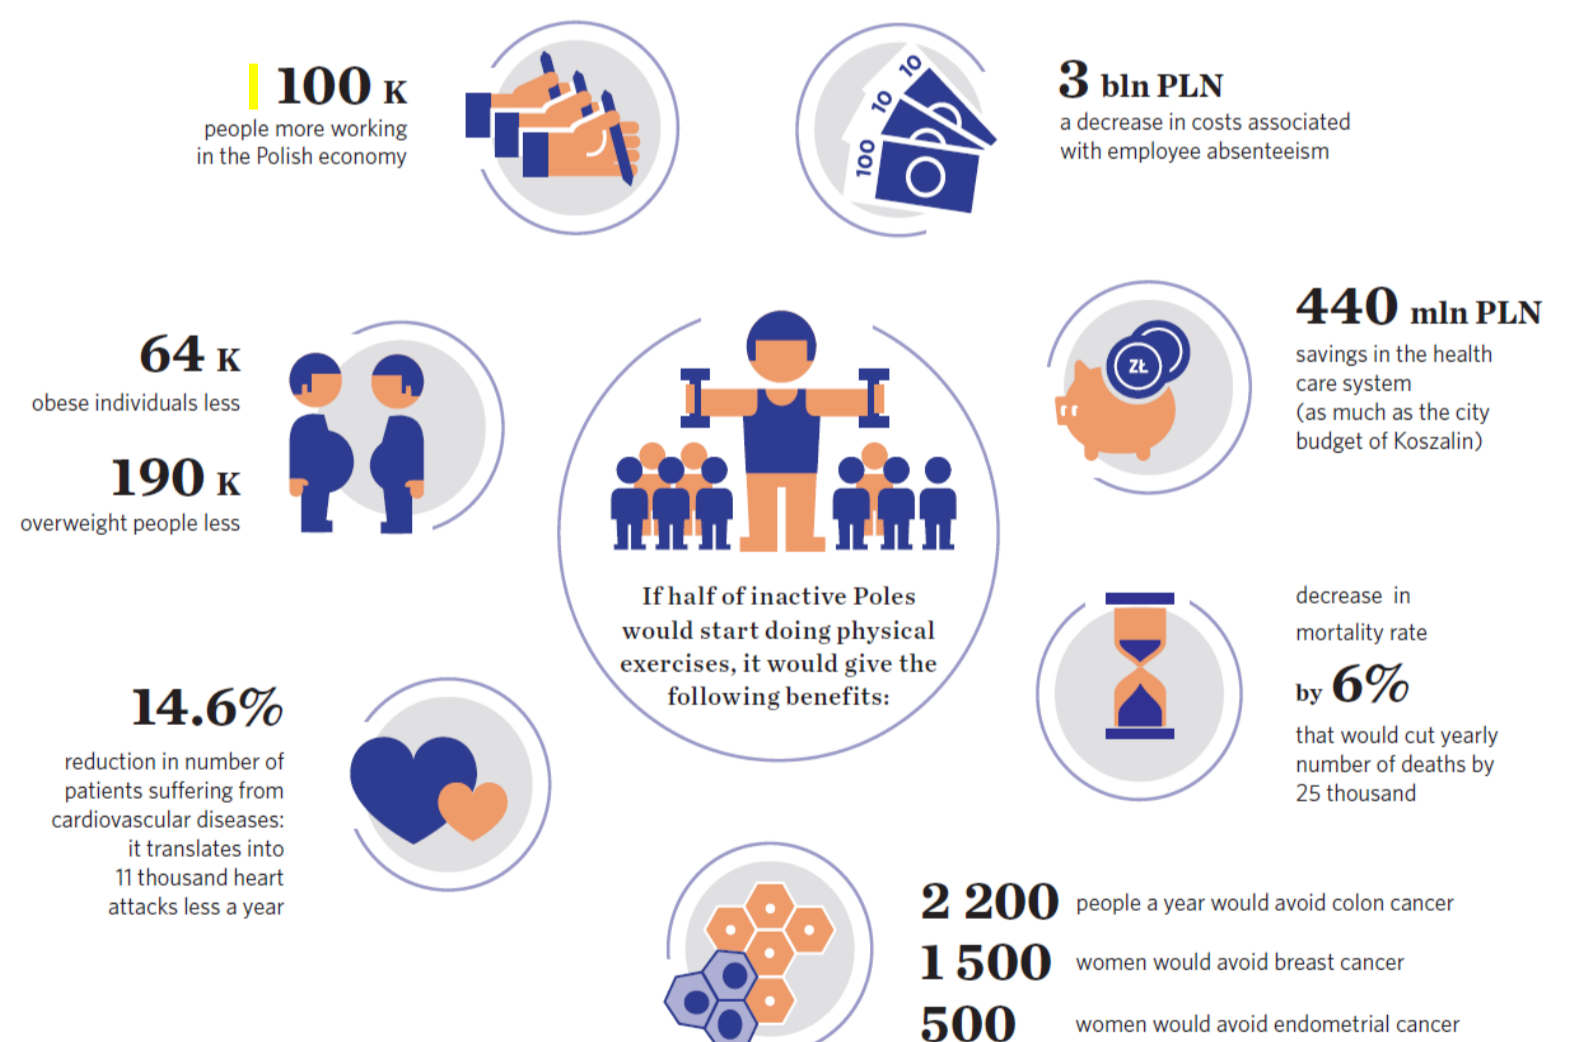 100 K
people more working
in the Polish economy
10
10
100
3 bln PLN
a decrease in costs associated
with employee absenteeism
64 K
obese individuals less
190 K
overweight people less
ZŁ
440 mln PLN
savings in the health
care system
(as much as the city
budget of Koszalin)
If half of inactive Poles
would start doing physical
exercises, it would give the
following benefits:
decrease in
mortality rate
by 6%
that would cut yearly
number of deaths by
25 thousand
14.6%
reduction in number of
patients suffering from
cardiovascular diseases:
it translates into
11 thousand heart
attacks less a year
2 200 people a year would avoid colon cancer
1 500 women would avoid breast cancer
500 women would avoid endometrial cancer